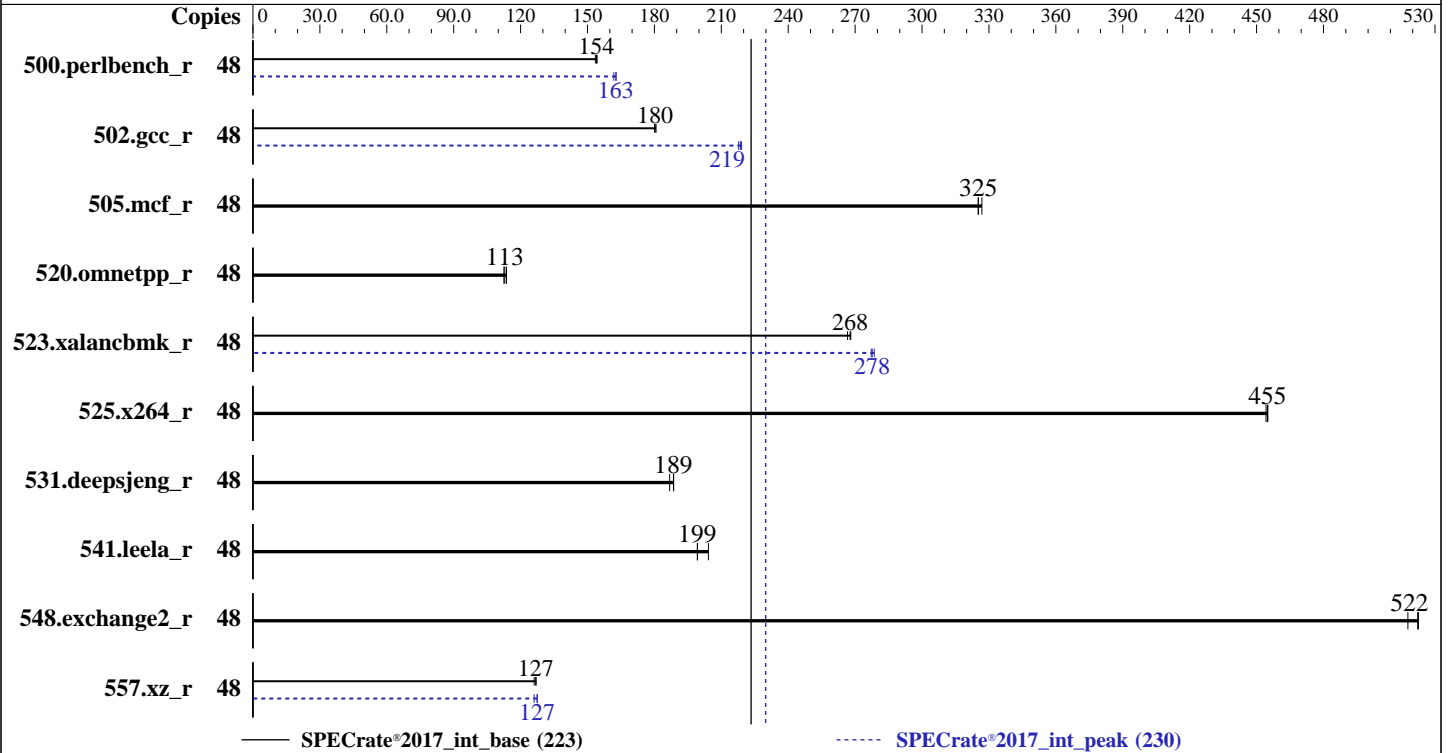 Copies 0 30.0 60.0 90.0 120 150 180 210 240 270 300 330 360 390 420 450 480 530
500.perlbench_r 48 154
163
502.gcc_r 48 180
219
505.mcf_r 48 325
520.omnetpp_r 48 113
523.xalancbmk_r 48 268
278
525.x264_r 48 455
531.deepsjeng_r 48 189
541.leela_r 48 199
548.exchange2_r 48 522
557.xz_r 48 127
127
SPECrate®2017_int_base (223) SPECrate®2017_int_peak (230)